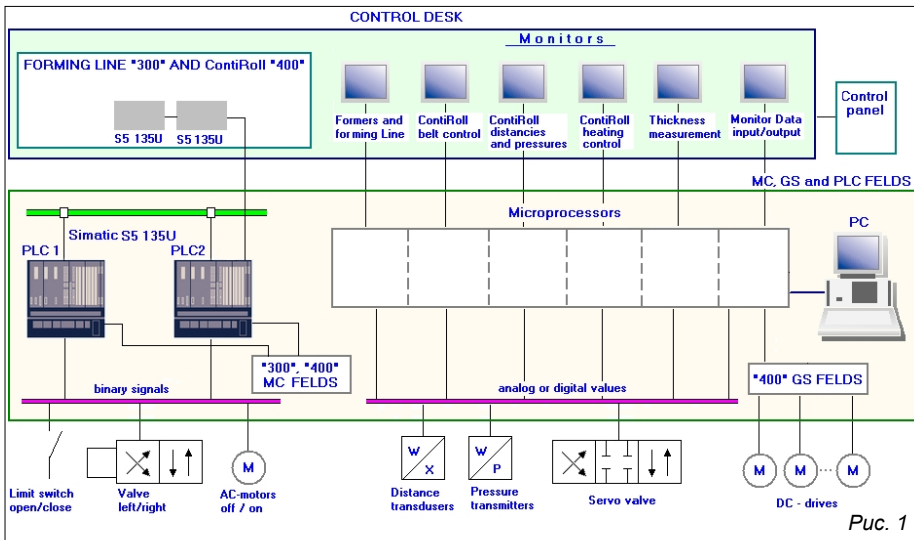 CONTROL DESK
Monitors
FORMING LINE "300" AND ContiRoll "400"
S5 135U
S5 135U
Formers and
forming Line
ContiRoll
belt control
ContiRoll
distancies
and pressures
ContiRoll
heating
control
Thickness
measurement
Monitor Data
input/output
Control
panel
MC, GS and PLC FELDS
Simatic S5 135U
PLC 1
PLC2
Microprocessors
PC
"300", "400"
MC FELDS
binary signals
analog or digital values
"400" GS FELDS
Limit switch
open/close
Valve
left/right
M
AC-motors
off / on
W
X
Distance
transdusers
W
P
Pressure
transmitters
Servo valve
M
M
M
DC - drives
Рис. 1